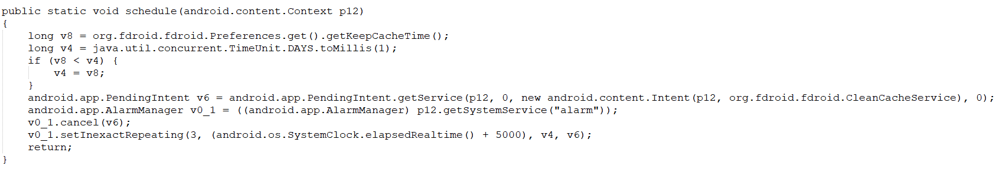 public static void schedule(android.content.Context p12)
{
    long v8 = org.fdroid.fdroid.Preferences.get().getKeepCacheTime();
    long v4 = java.util.concurrent.TimeUnit.DAYS.toMillis(1);
    if (v8 < v4) {
        v4 = v8;
    }
    android.app.PendingIntent v6 = android.app.PendingIntent.getService(p12, 0, new android.content.Intent(p12, org.fdroid.fdroid.CleanCacheService), 0);
    android.app.AlarmManager v0_1 = ((android.app.AlarmManager) p12.getSystemService("alarm"));
    v0_1.cancel(v6);
    v0_1.setInexactRepeating(3, (android.os.SystemClock.elapsedRealtime() + 5000), v4, v6);
    return;
}